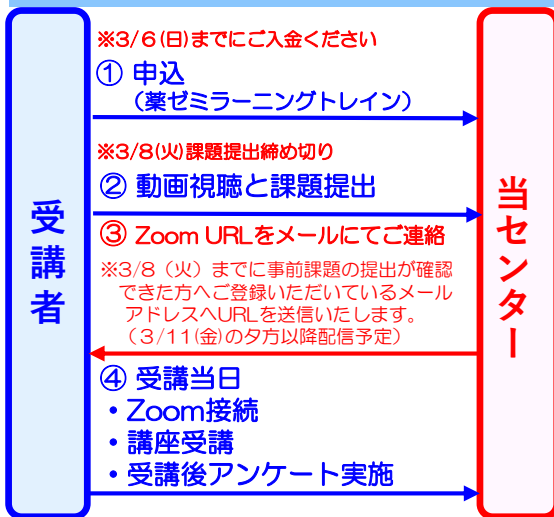 受講者
※3/6(日)までにご入金ください
① 申込
（薬ゼミラーニングトレイン）
※3/8(火)課題提出締め切り
② 動画視聴と課題提出
③ Zoom URLをメールにてご連絡
※3/8（火）までに事前課題の提出が確認
できた方へご登録いただいているメール
アドレスへURLを送信いたします。
（３/11(金)の夕方以降配信予定）
④ 受講当日
・Zoom接続
・講座受講
・受講後アンケート実施
当センター